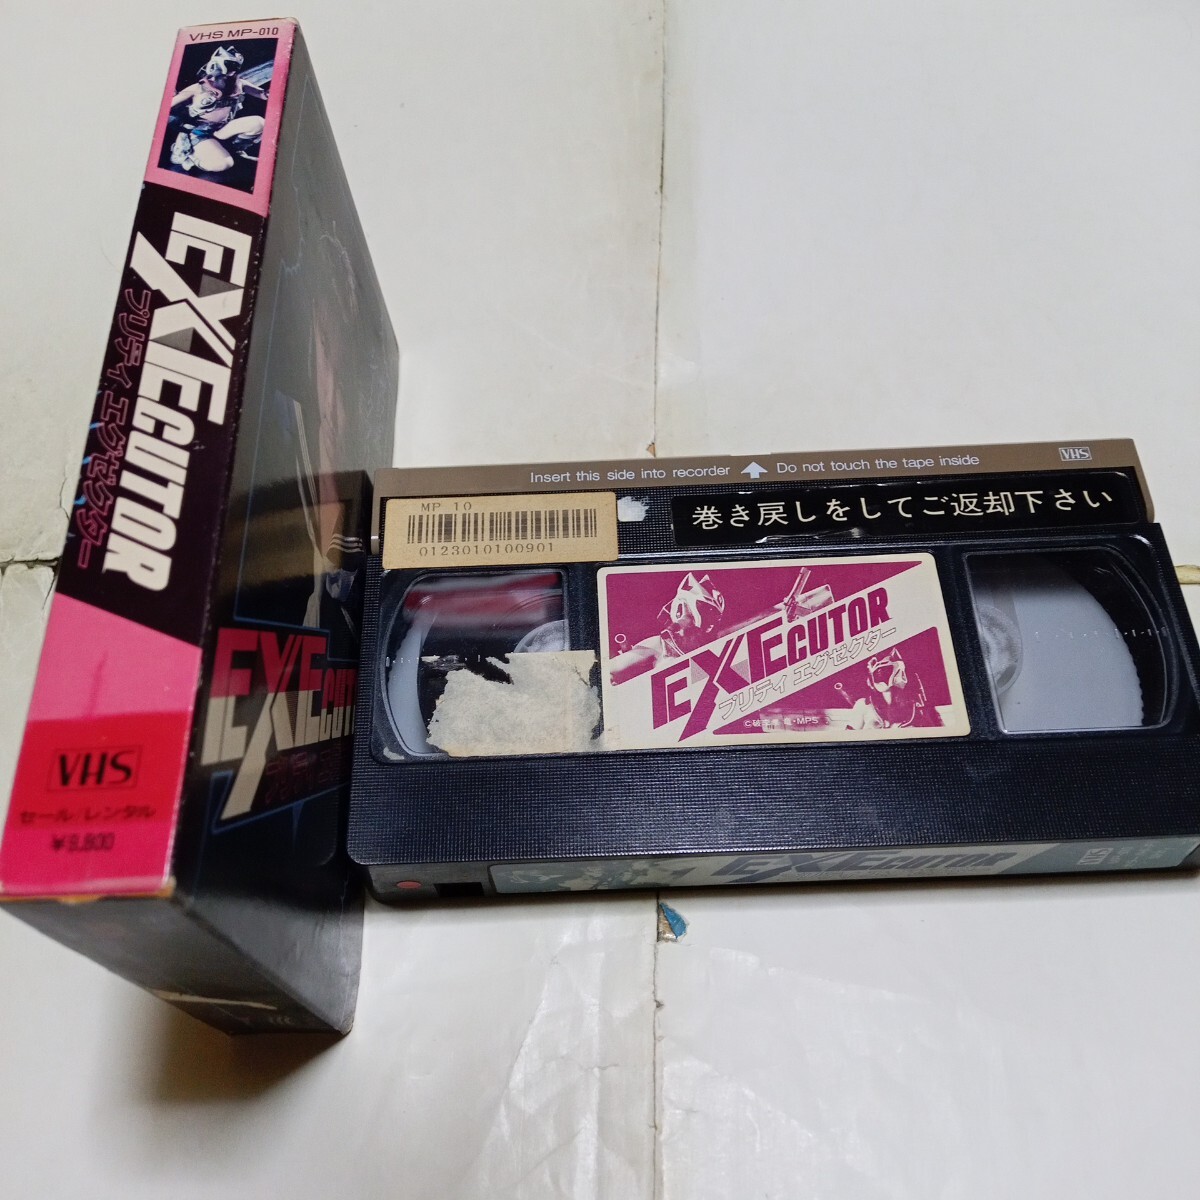 VHS MP-010
EXECUTOR
プリティ エグゼクター
VHS
セール/レンタル
¥9,800
EXECUTOR
Insert this side into recorder
Do not touch the tape inside
VHS
MP 10
0123010100901
巻き戻しをしてご返却下さい
EXECUTOR
プリティ エグゼクター
EXECUTOR